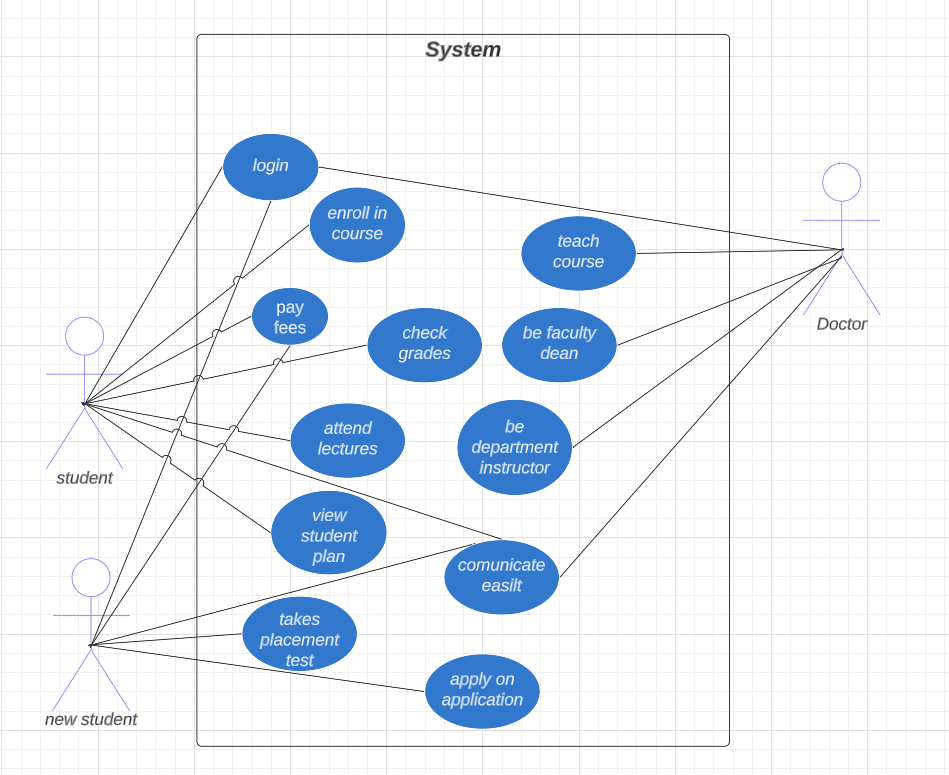 System
login
enroll in
course
teach
course
pay
fees
check
grades
be faculty
dean
Doctor
attend
lectures
be
department
instructor
student
view
student
plan
comunicate
easilt
takes
placement
test
apply on
application
new student